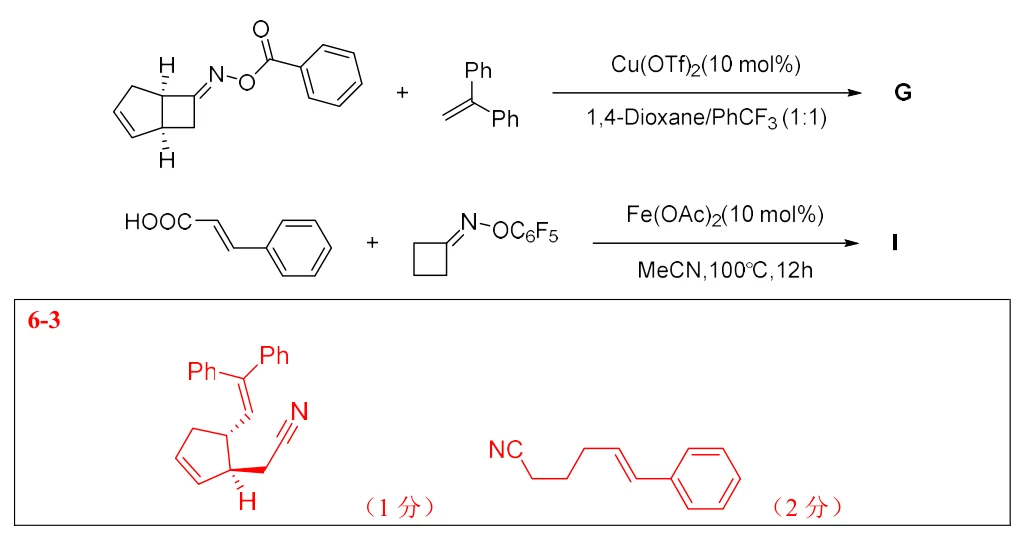 H
N
O
O
H
+
Ph
Ph
Cu(OTf)₂(10 mol%)
1,4-Dioxane/PhCF₃ (1:1)
G
HOOC
+
N
OC₆F₅
Fe(OAc)₂(10 mol%)
MeCN,100℃,12h
I
6-3
Ph
Ph
N
H
(1 分)
NC
(2 分)